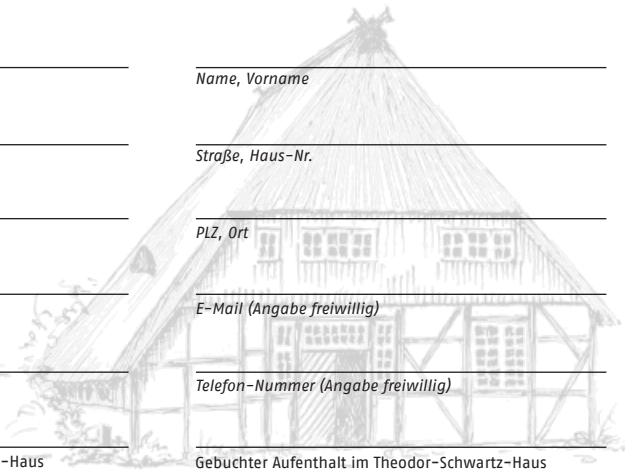 Name, Vorname
Straße, Haus-Nr.
PLZ, Ort
E-Mail (Angabe freiwillig)
Telefon-Nummer (Angabe freiwillig)
-Haus
Gebuchter Aufenthalt im Theodor-Schwartz-Haus